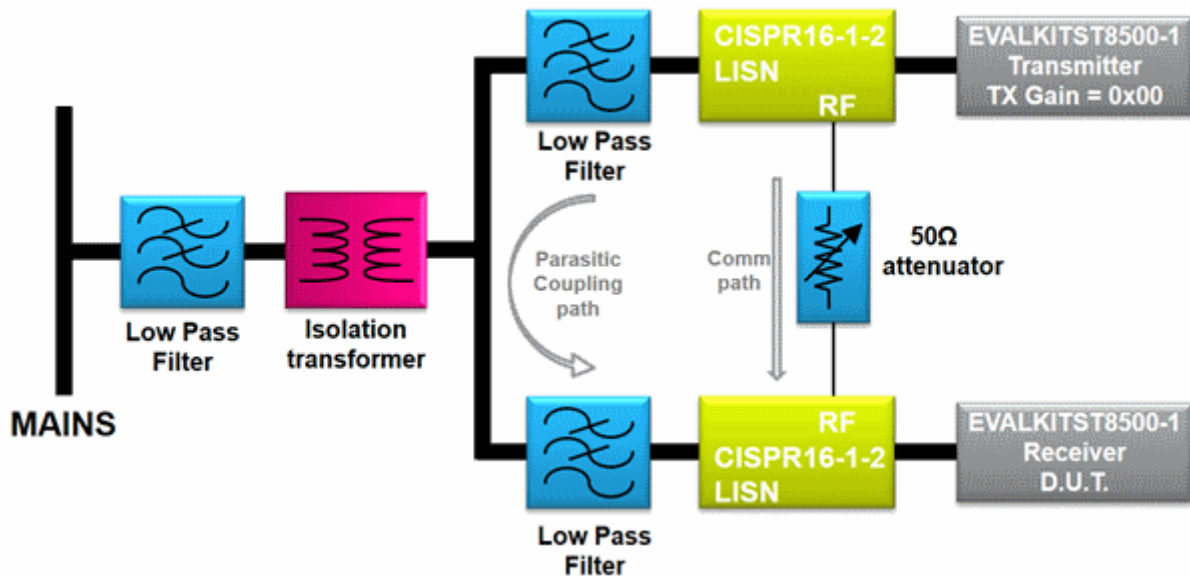 MAINS
Low Pass
Filter
Isolation
transformer
Low Pass
Filter
CISPR16-1-2
LISN
RF
EVALKITST8500-1
Transmitter
TX Gain = 0x00
Parasitic
Coupling
path
Comm
path
50Ω
attenuator
Low Pass
Filter
RF
CISPR16-1-2
LISN
EVALKITST8500-1
Receiver
D.U.T.